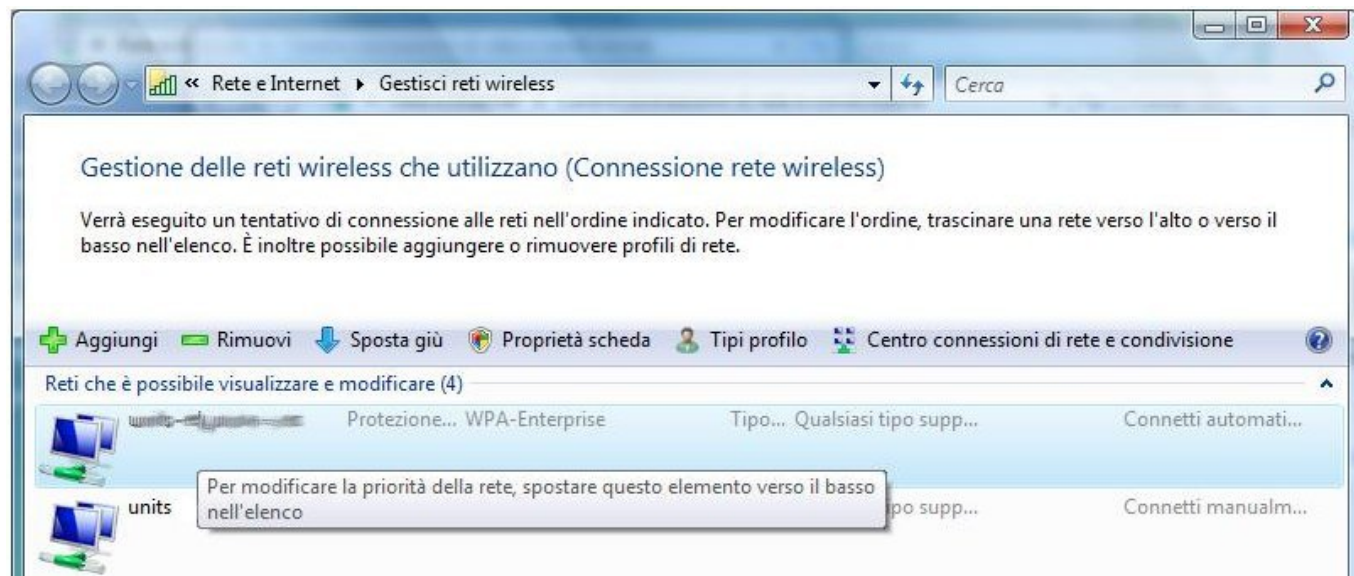 « Rete e Internet ▸ Gestisci reti wireless Cerca
Gestione delle reti wireless che utilizzano (Connessione rete wireless)
Verrà eseguito un tentativo di connessione alle reti nell'ordine indicato. Per modificare l'ordine, trascinare una rete verso l'alto o verso il
basso nell'elenco. È inoltre possibile aggiungere o rimuovere profili di rete.
Aggiungi Rimuovi Sposta giù Proprietà scheda Tipi profilo Centro connessioni di rete e condivisione
Reti che è possibile visualizzare e modificare (4)
Protezione... WPA-Enterprise Tipo... Qualsiasi tipo supp... Connetti automati...
Per modificare la priorità della rete, spostare questo elemento verso il basso
nell'elenco
units po supp... Connetti manualm...